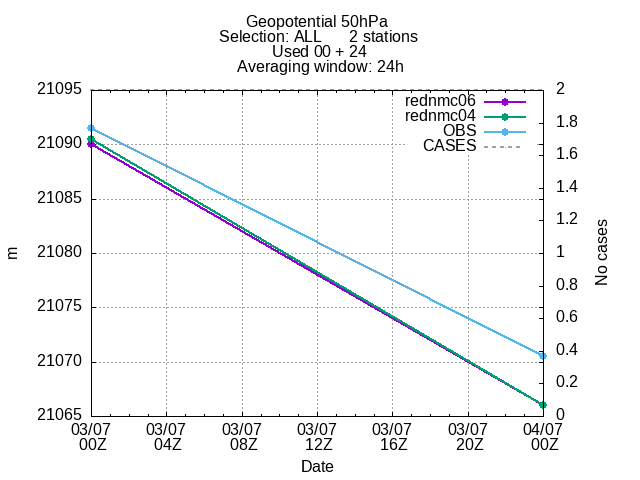 Geopotential 50hPa
Selection: ALL 2 stations
Used 00 + 24
Averaging window: 24h
21095
21090
21085
21080
21075
21070
21065
m
2
1.8
1.6
1.4
1.2
1
0.8
0.6
0.4
0.2
0
No cases
rednmc06
rednmc04
OBS
CASES
03/07 03/07 03/07 03/07 03/07 03/07 04/07
00Z 04Z 08Z 12Z 16Z 20Z 00Z
Date